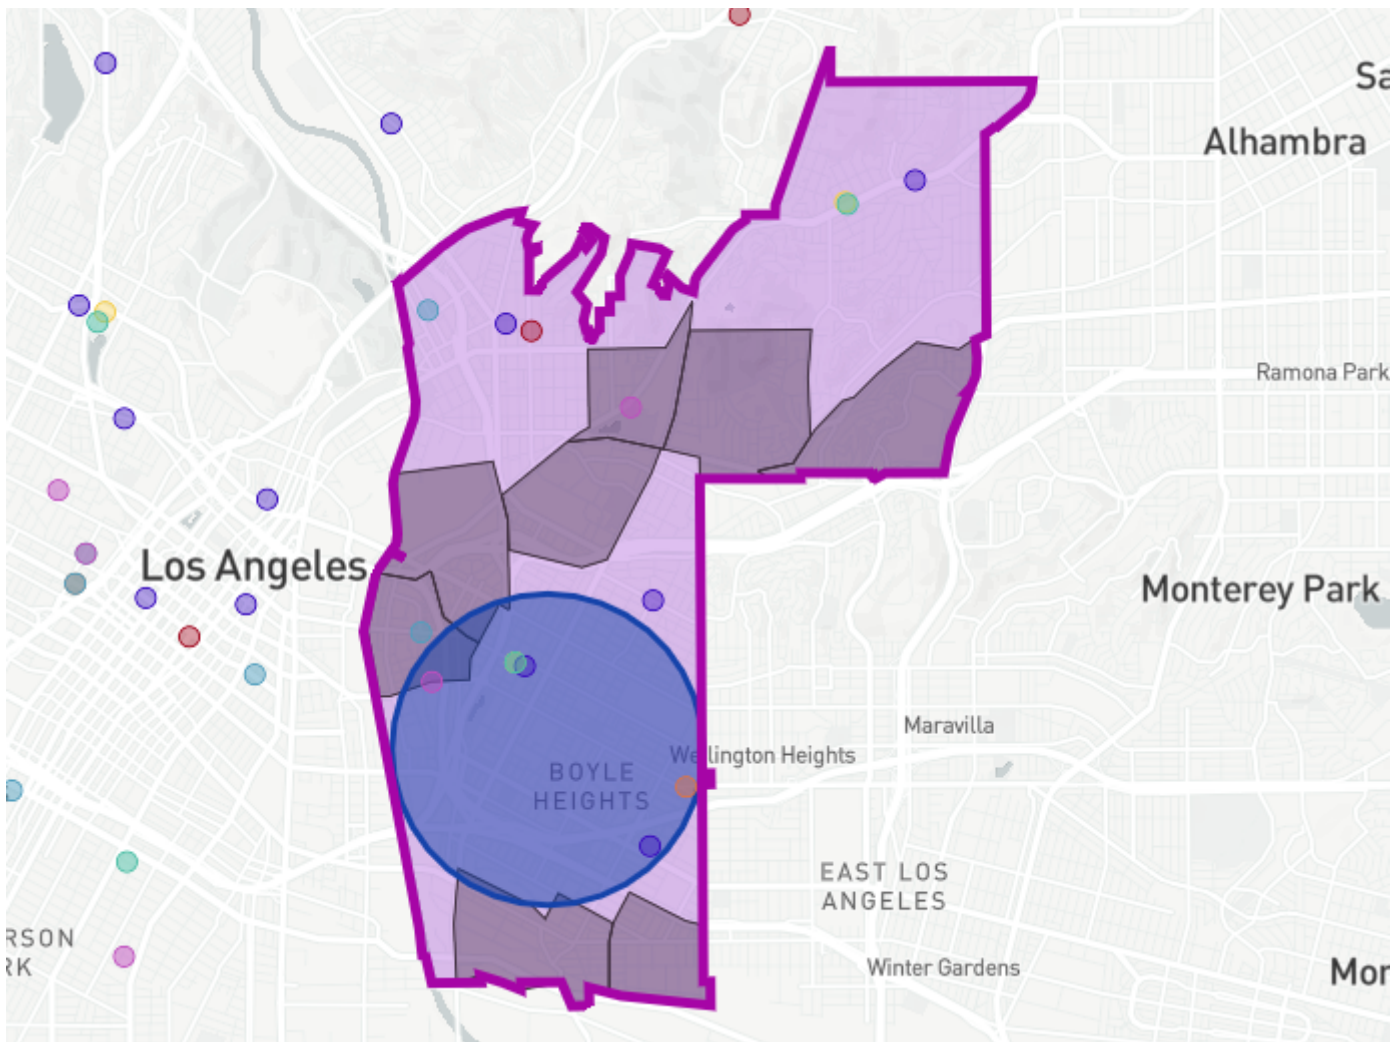 Sa
Alhambra
Ramona Park
Los Angeles
Monterey Park
Maravilla
Wellington Heights
BOYLE
HEIGHTS
EAST LOS
ANGELES
RSON
RK
Winter Gardens
Mor